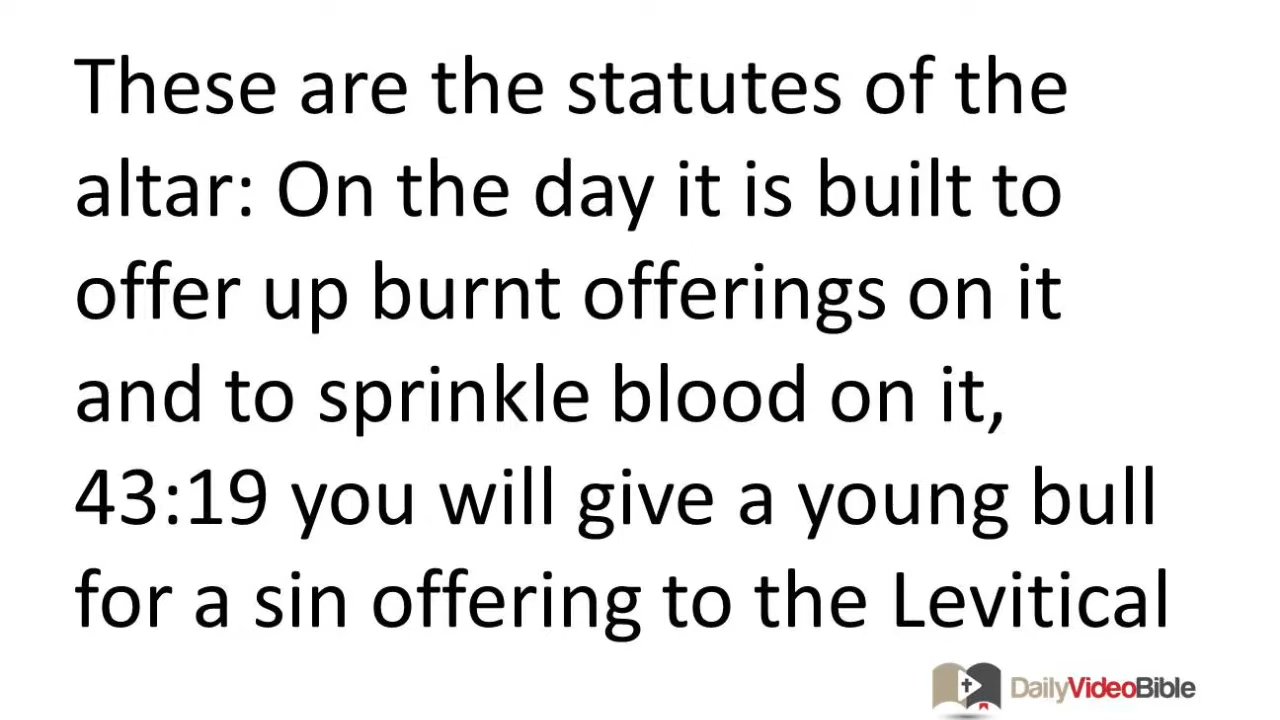 These are the statutes of the
altar: On the day it is built to
offer up burnt offerings on it
and to sprinkle blood on it,
43:19 you will give a young bull
for a sin offering to the Levitical
DailyVideoBible